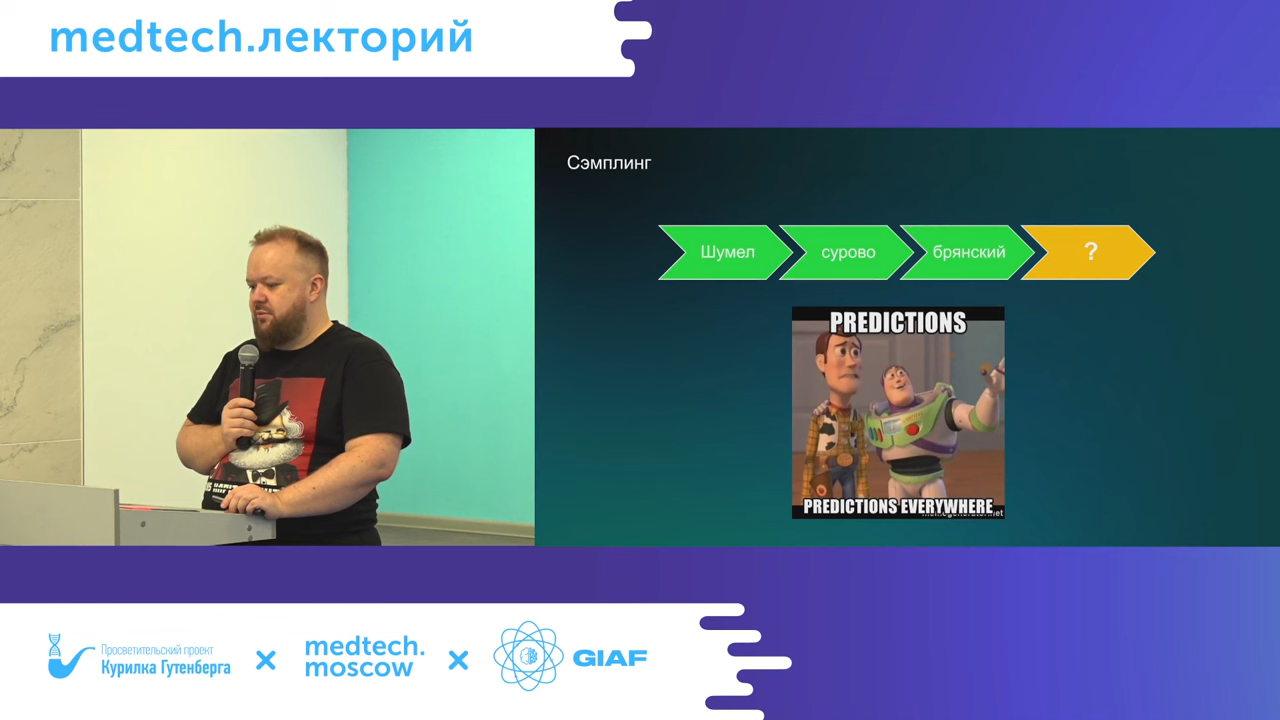 medtech.лекторий
Сэмплинг
Шумел
сурово
брянский
?
PREDICTIONS
PREDICTIONS EVERYWHERE
Просветительский проект
Курилка Гутенберга
medtech.
moscow
GIAF